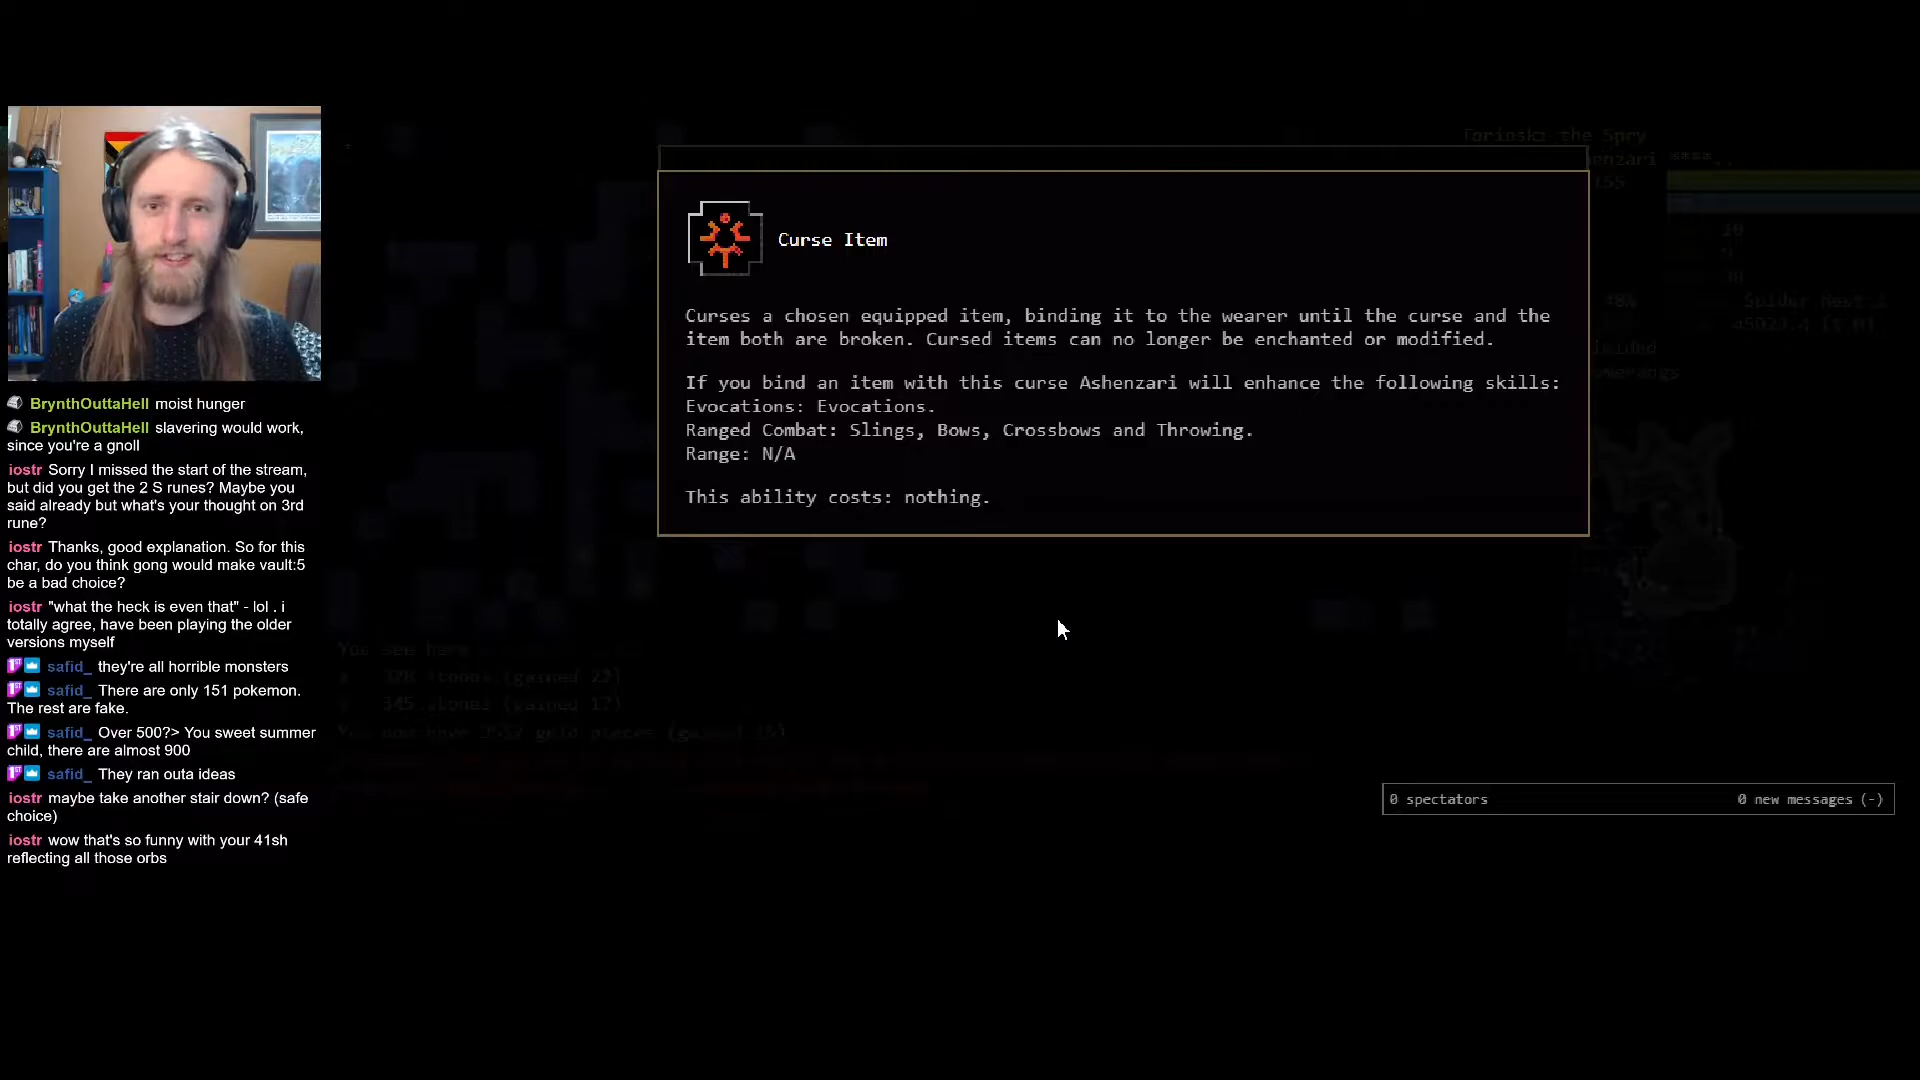 BrynthOuttaHell moist hunger
BrynthOuttaHell slavering would work,
since you're a gnoll
iostr Sorry I missed the start of the stream,
but did you get the 2 S runes? Maybe you
said already but what's your thought on 3rd
rune?
iostr Thanks, good explanation. So for this
char, do you think gong would make vault:5
be a bad choice?
iostr "what the heck is even that" - lol . i
totally agree, have been playing the older
versions myself
safid_ they're all horrible monsters
safid_ There are only 151 pokemon.
The rest are fake.
safid_ Over 500?> You sweet summer
child, there are almost 900
safid_ They ran outa ideas
iostr maybe take another stair down? (safe
choice)
iostr wow that's so funny with your 41sh
reflecting all those orbs
Curse Item
Curses a chosen equipped item, binding it to the wearer until the curse and the
item both are broken. Cursed items can no longer be enchanted or modified.
If you bind an item with this curse Ashenzari will enhance the following skills:
Evocations: Evocations.
Ranged Combat: Slings, Bows, Crossbows and Throwing.
Range: N/A
This ability costs: nothing.
the Spry
You see here
stones (gained 17)
0 spectators
0 new messages (-)